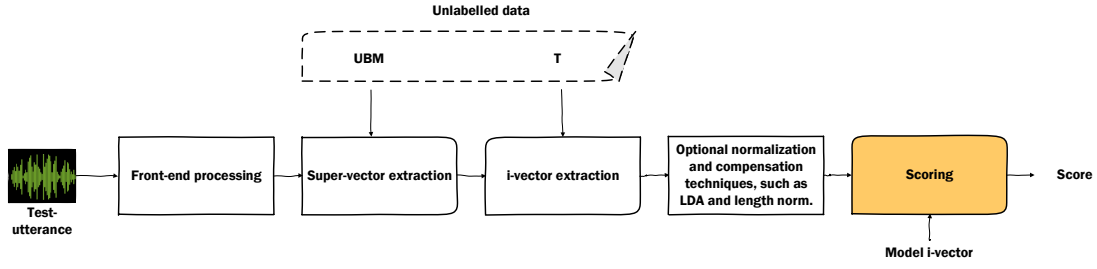 Unlabelled data
UBM
T
Front-end processing
Super-vector extraction
i-vector extraction
Optional normalization
and compensation
techniques, such as
LDA and length norm.
Scoring
Score
Test-
utterance
Model i-vector